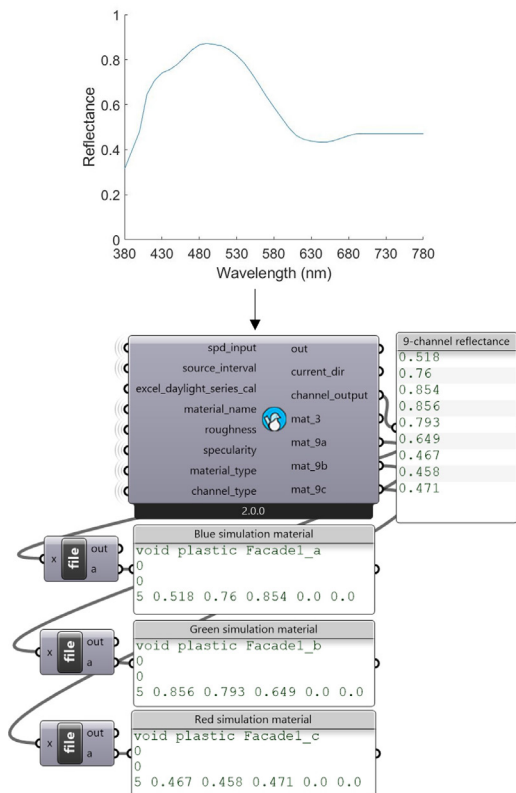 1
0.8
0.6
0.4
0.2
0
Reflectance
380 430 480 530 580 630 680 730 780
Wavelength (nm)
spd_input
source_interval
excel_daylight_series_cal
material_name
roughness
specularity
material_type
channel_type
out
current_dir
channel_output
mat_3
mat_9a
mat_9b
mat_9c
2.0.0
9-channel reflectance
0.518
0.76
0.854
0.856
0.793
0.649
0.467
0.458
0.471
x file out a
Blue simulation material
void plastic Facade1_a
0
0
5 0.518 0.76 0.854 0.0 0.0
x file out a
Green simulation material
void plastic Facade1_b
0
0
5 0.856 0.793 0.649 0.0 0.0
x file out a
Red simulation material
void plastic Facade1_c
0
0
5 0.467 0.458 0.471 0.0 0.0